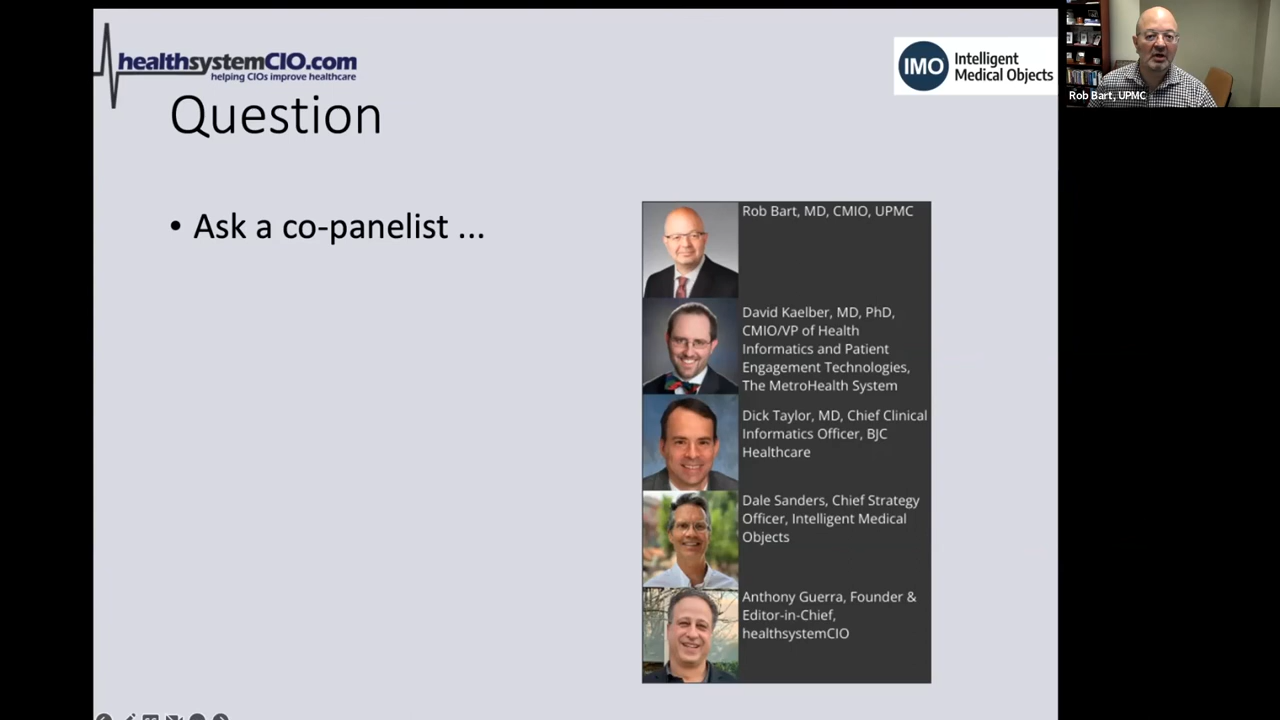 healthsystemCIO.com
helping CIOs improve healthcare
IMO
Intelligent
Medical Objects
Rob Bart, UPMC
Question
• Ask a co-panelist ...
Rob Bart, MD, CMIO, UPMC
David Kaelber, MD, PhD,
CMIO/VP of Health
Informatics and Patient
Engagement Technologies,
The MetroHealth System
Dick Taylor, MD, Chief Clinical
Informatics Officer, BJC
Healthcare
Dale Sanders, Chief Strategy
Officer, Intelligent Medical
Objects
Anthony Guerra, Founder &
Editor-in-Chief,
healthsystemCIO